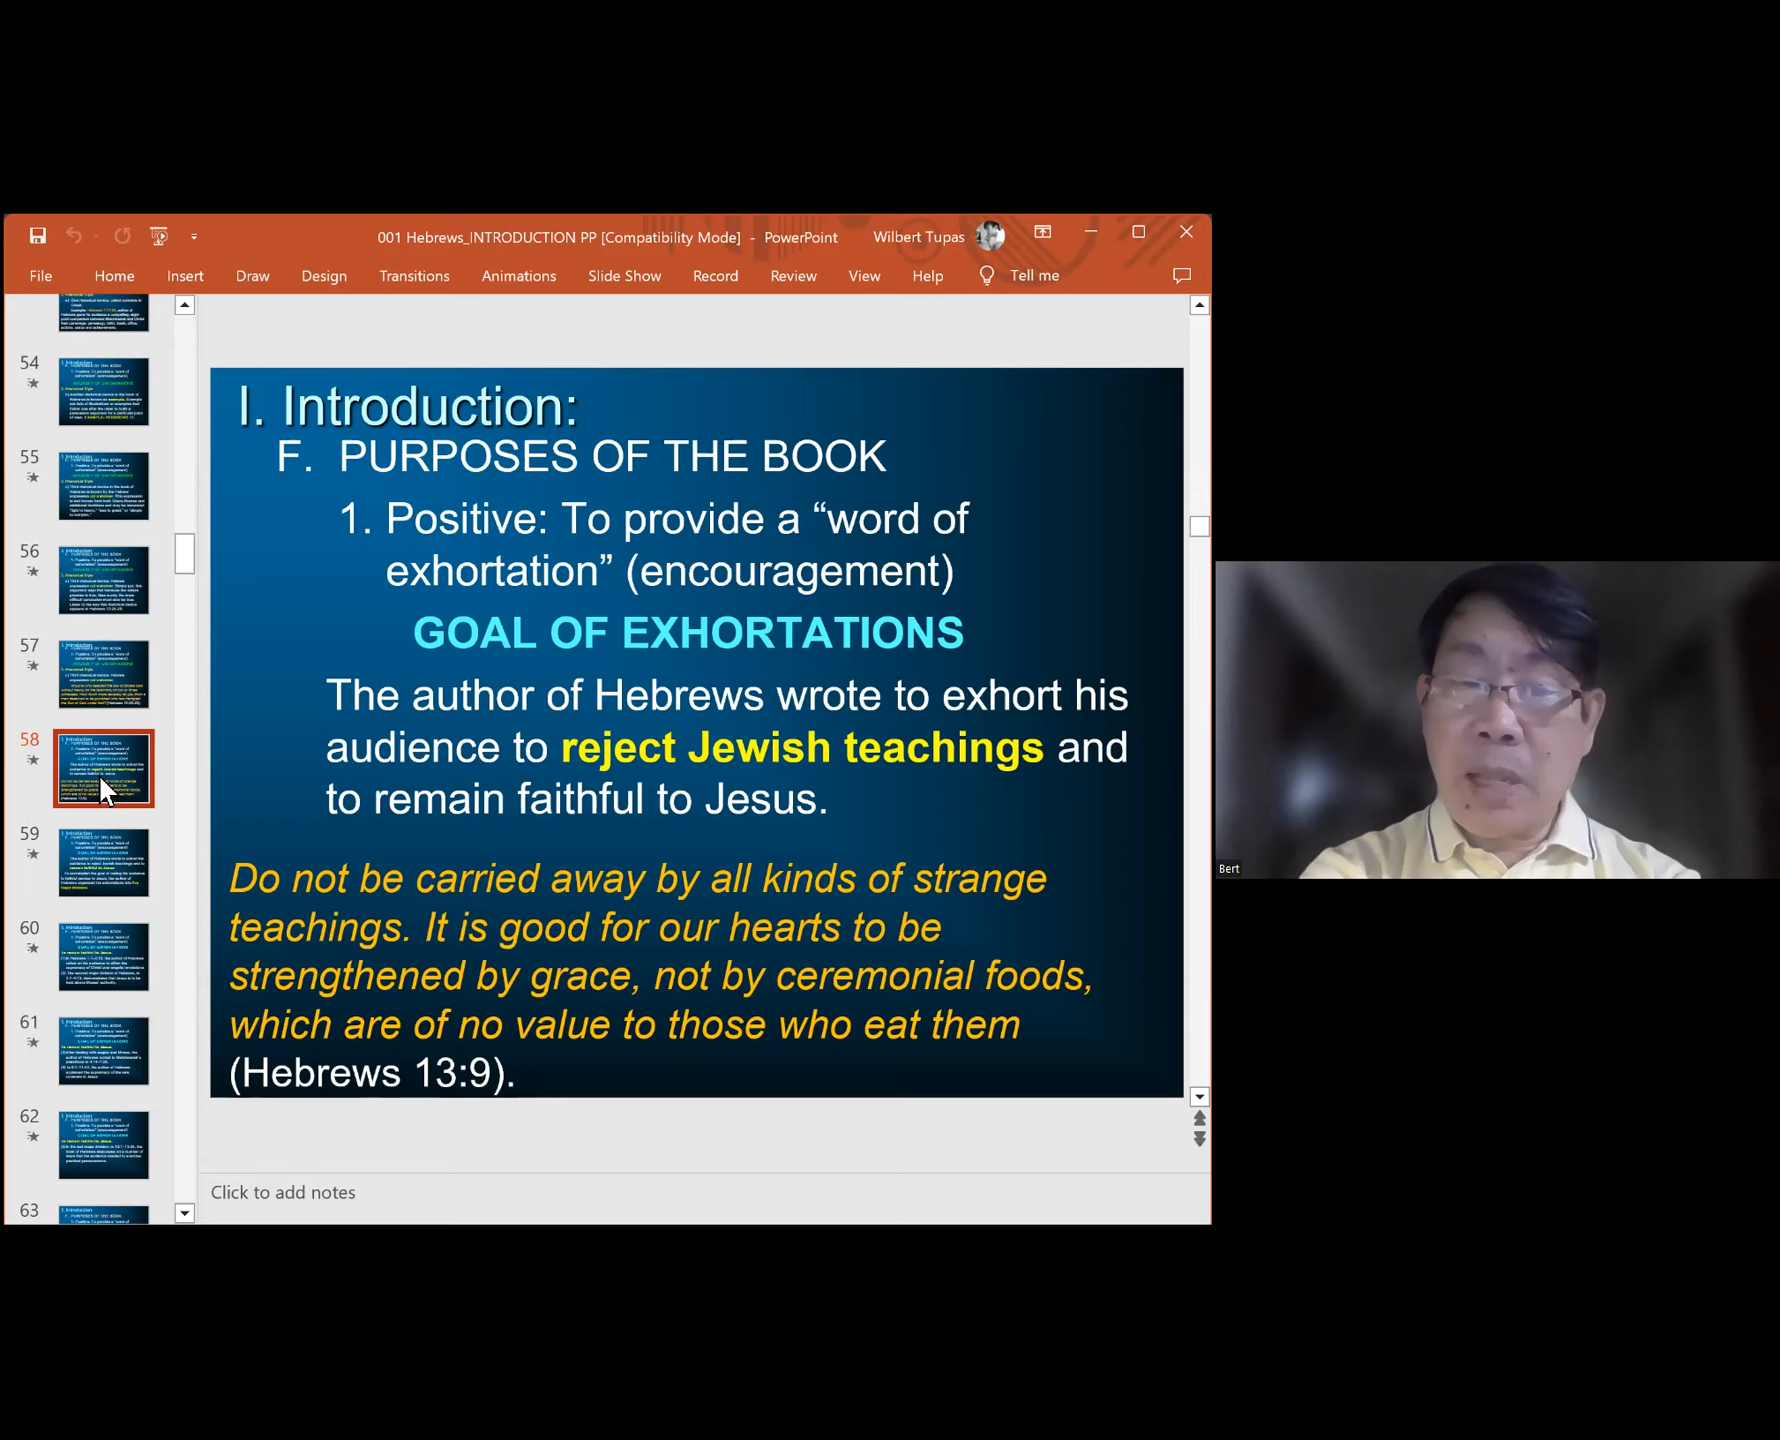 001 Hebrews_INTRODUCTION PP [Compatibility Mode] - PowerPoint
Wilbert Tupas
File Home Insert Draw Design Transitions Animations Slide Show Record Review View Help Tell me
54
55
56
57
58
59
60
61
62
63
I. Introduction:
F. PURPOSES OF THE BOOK
1. Positive: To provide a “word of
exhortation” (encouragement)
GOAL OF EXHORTATIONS
The author of Hebrews wrote to exhort his
audience to reject Jewish teachings and
to remain faithful to Jesus.
Do not be carried away by all kinds of strange
teachings. It is good for our hearts to be
strengthened by grace, not by ceremonial foods,
which are of no value to those who eat them
(Hebrews 13:9).
Click to add notes
Bert